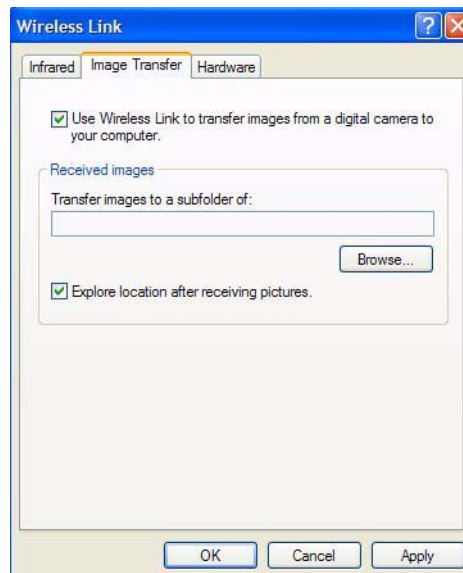 Wireless Link
Infrared Image Transfer Hardware
Use Wireless Link to transfer images from a digital camera to
your computer.
Received images
Transfer images to a subfolder of:
Browse...
Explore location after receiving pictures.
OK Cancel Apply